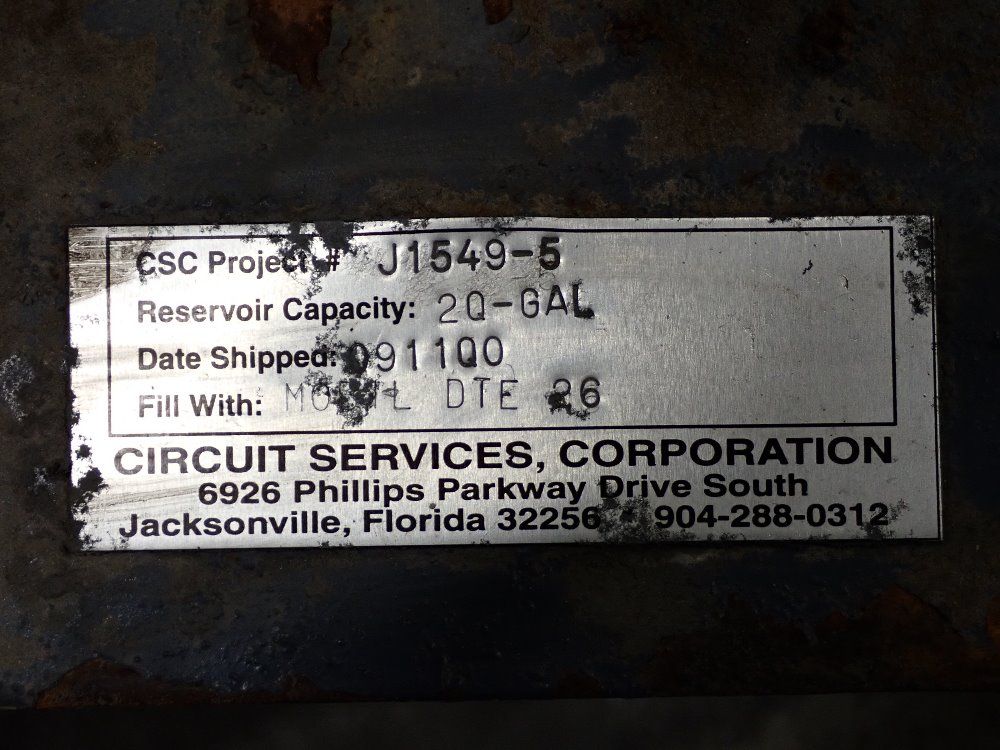 CSC Project # J1549-5
Reservoir Capacity: 20-GAL
Date Shipped: 091100
Fill With: MOBIL DTE 26
CIRCUIT SERVICES, CORPORATION
6926 Phillips Parkway Drive South
Jacksonville, Florida 32256 904-288-0312